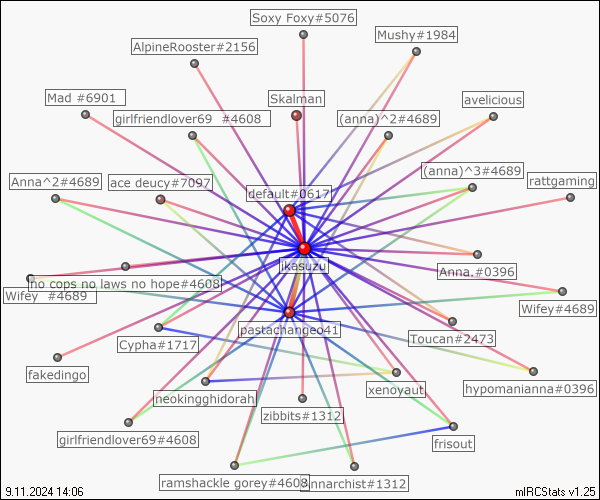 Soxy Foxy#5076
Mushy#1984
AlpineRooster#2156
Mad #6901
Skalman
avelicious
girlfriendlover69 #4608
(anna)^2#4689
(anna)^3#4689
Anna^2#4689
ace deucy#7097
rattgaming
default#0617
ikasuzu
Anna.#0396
no cops no laws no hope#4608
Wifey #4689
Wifey#4689
pastachangeo41
Cypha#1717
Toucan#2473
fakedingo
xenoyaut
hypomanianna#0396
neokingghidorah
zibbits#1312
girlfriendlover69#4608
frisout
ramshackle gorey#4608
Annarchist#1312
9.11.2024 14:06
mIRCStats v1.25